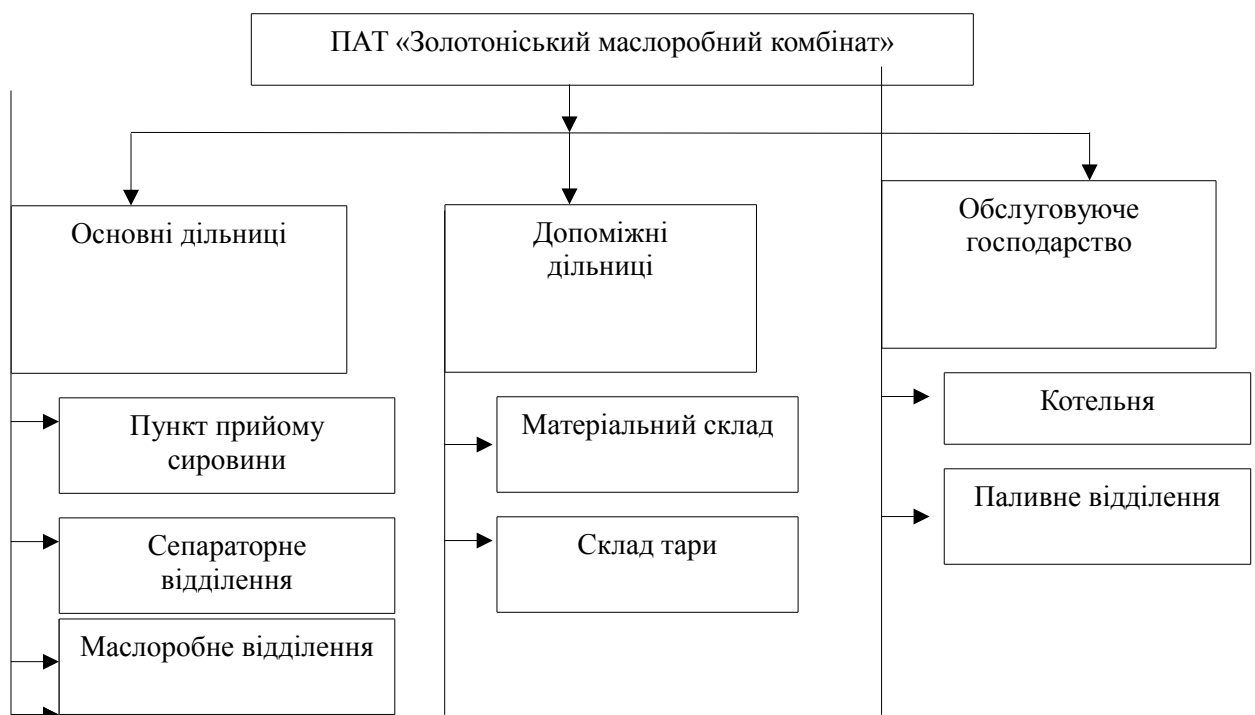 ПАТ «Золотоніський маслоробний комбінат»
Основні дільниці
Допоміжні
дільниці
Обслуговуюче
господарство
Пункт прийому
сировини
Сепараторне
відділення
Маслоробне відділення
Матеріальний склад
Склад тари
Котельня
Паливне відділення